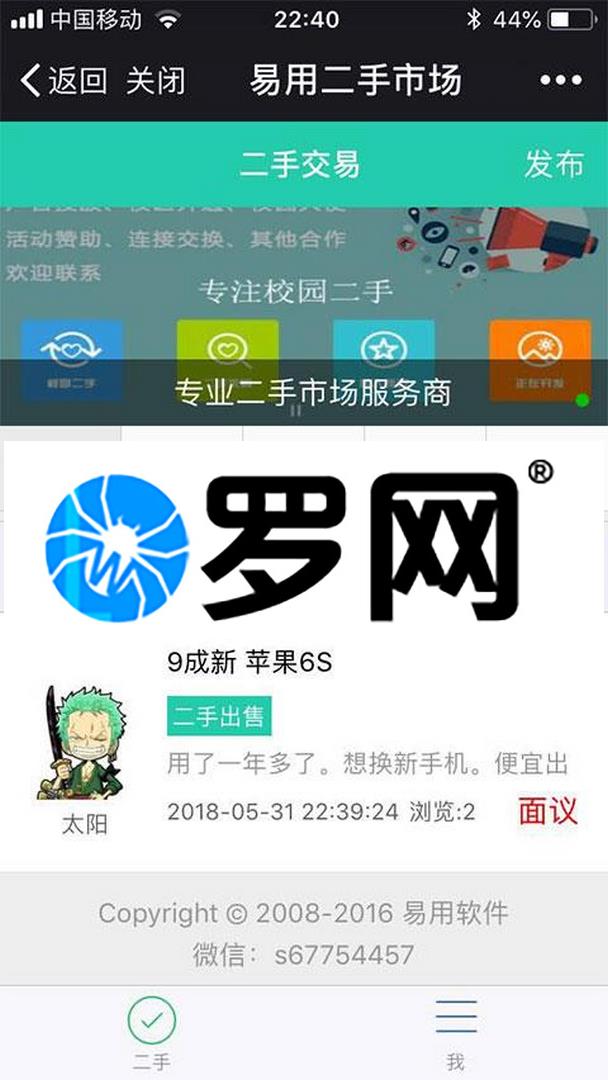 中国移动 22:40 44%
返回 关闭 易用二手市场
二手交易 发布
活动赞助、连接交换、其他合作
欢迎联系
专注校园二手
专业二手市场服务商
罗网®
9成新 苹果6S
二手出售
用了一年多了。想换新手机。便宜出
2018-05-31 22:39:24 浏览:2 面议
太阳
Copyright © 2008-2016 易用软件
微信：s67754457
二手 我